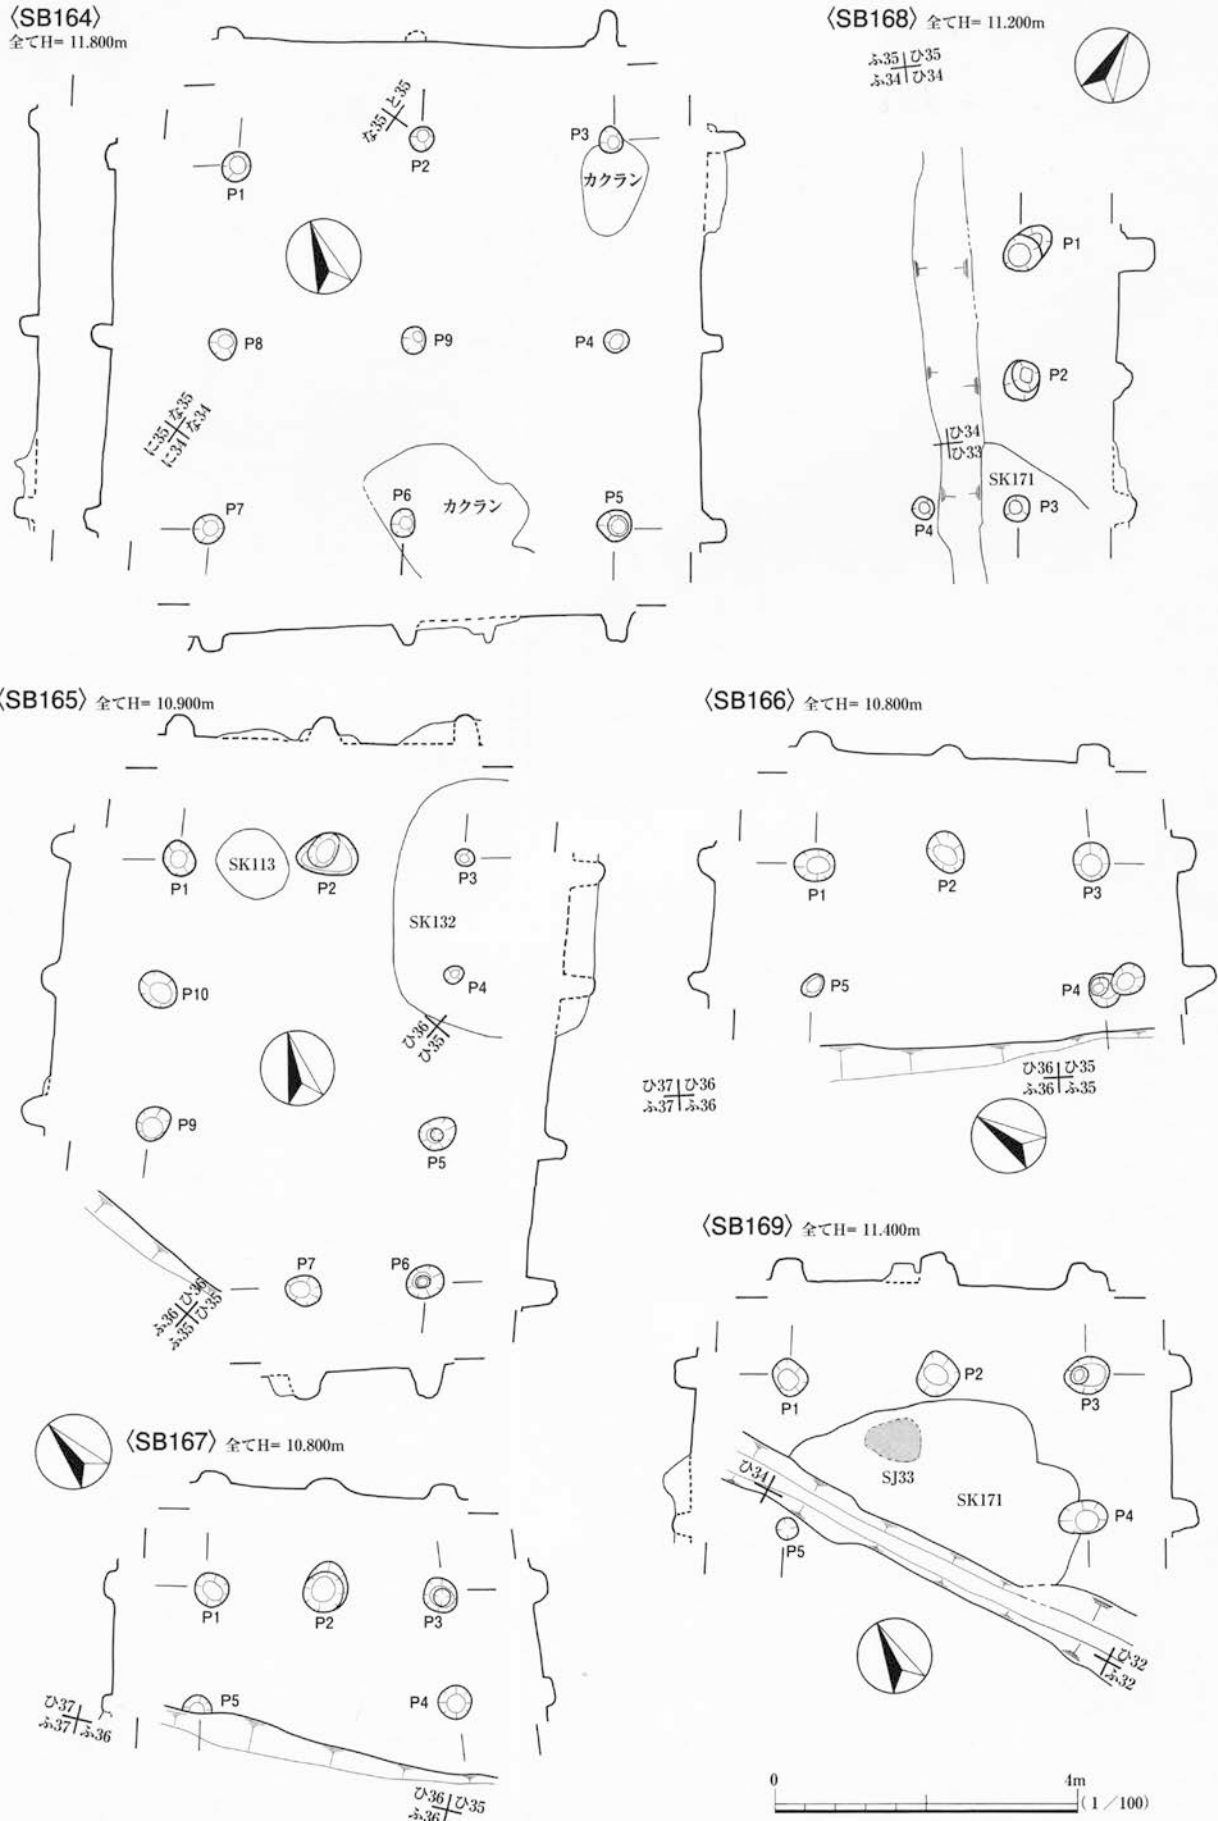 〈SB164〉
全てH= 11.800m
な35 と35
P1
P2
P3
カクラン
P8
P9
P4
に35 な35
に34 な34
P7
P6
カクラン
P5
〈SB168〉 全てH= 11.200m
ふ35 ひ35
ふ34 ひ34
P1
P2
ひ34
ひ33
SK171
P4
P3
〈SB165〉 全てH= 10.900m
P1
SK113
P2
P3
SK132
P4
P10
ひ36
ひ35
P9
P5
P7
P6
ふ36 ひ36
ふ35 ひ35
〈SB166〉 全てH= 10.800m
P1
P2
P3
P5
P4
ひ37 ひ36
ふ37 ふ36
ひ36 ひ35
ふ36 ふ35
〈SB167〉 全てH= 10.800m
P1
P2
P3
P5
P4
ひ37
ふ37 ふ36
ひ36 ひ35
ふ36
〈SB169〉 全てH= 11.400m
P1
P2
P3
SJ33
SK171
ひ34
P5
P4
ひ32
ふ32
0 4m
(1/100)